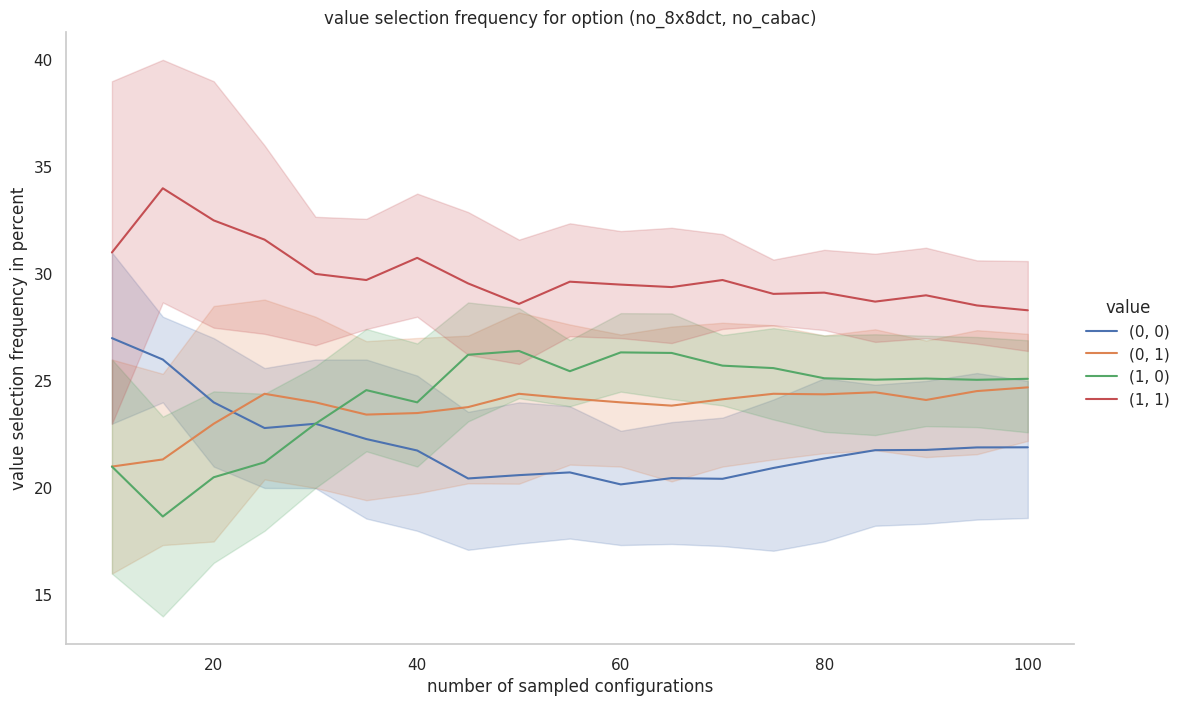 value selection frequency for option (no_8x8dct, no_cabac)
value selection frequency in percent
40
35
30
25
20
15
20 40 60 80 100
number of sampled configurations
value
(0, 0)
(0, 1)
(1, 0)
(1, 1)